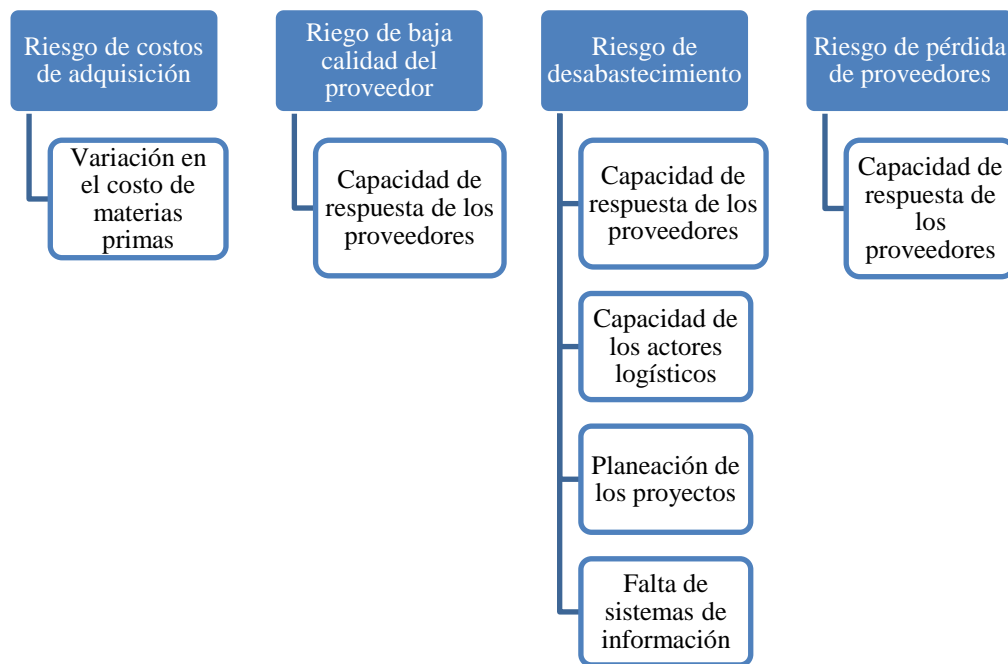 Riesgo de costos
de adquisición
Variación en
el costo de
materias
primas
Riego de baja
calidad del
proveedor
Capacidad de
respuesta de los
proveedores
Riesgo de
desabastecimiento
Capacidad de
respuesta de los
proveedores
Capacidad de
los actores
logísticos
Planeación de
los proyectos
Falta de
sistemas de
información
Riesgo de pérdida
de proveedores
Capacidad de
respuesta de
los
proveedores